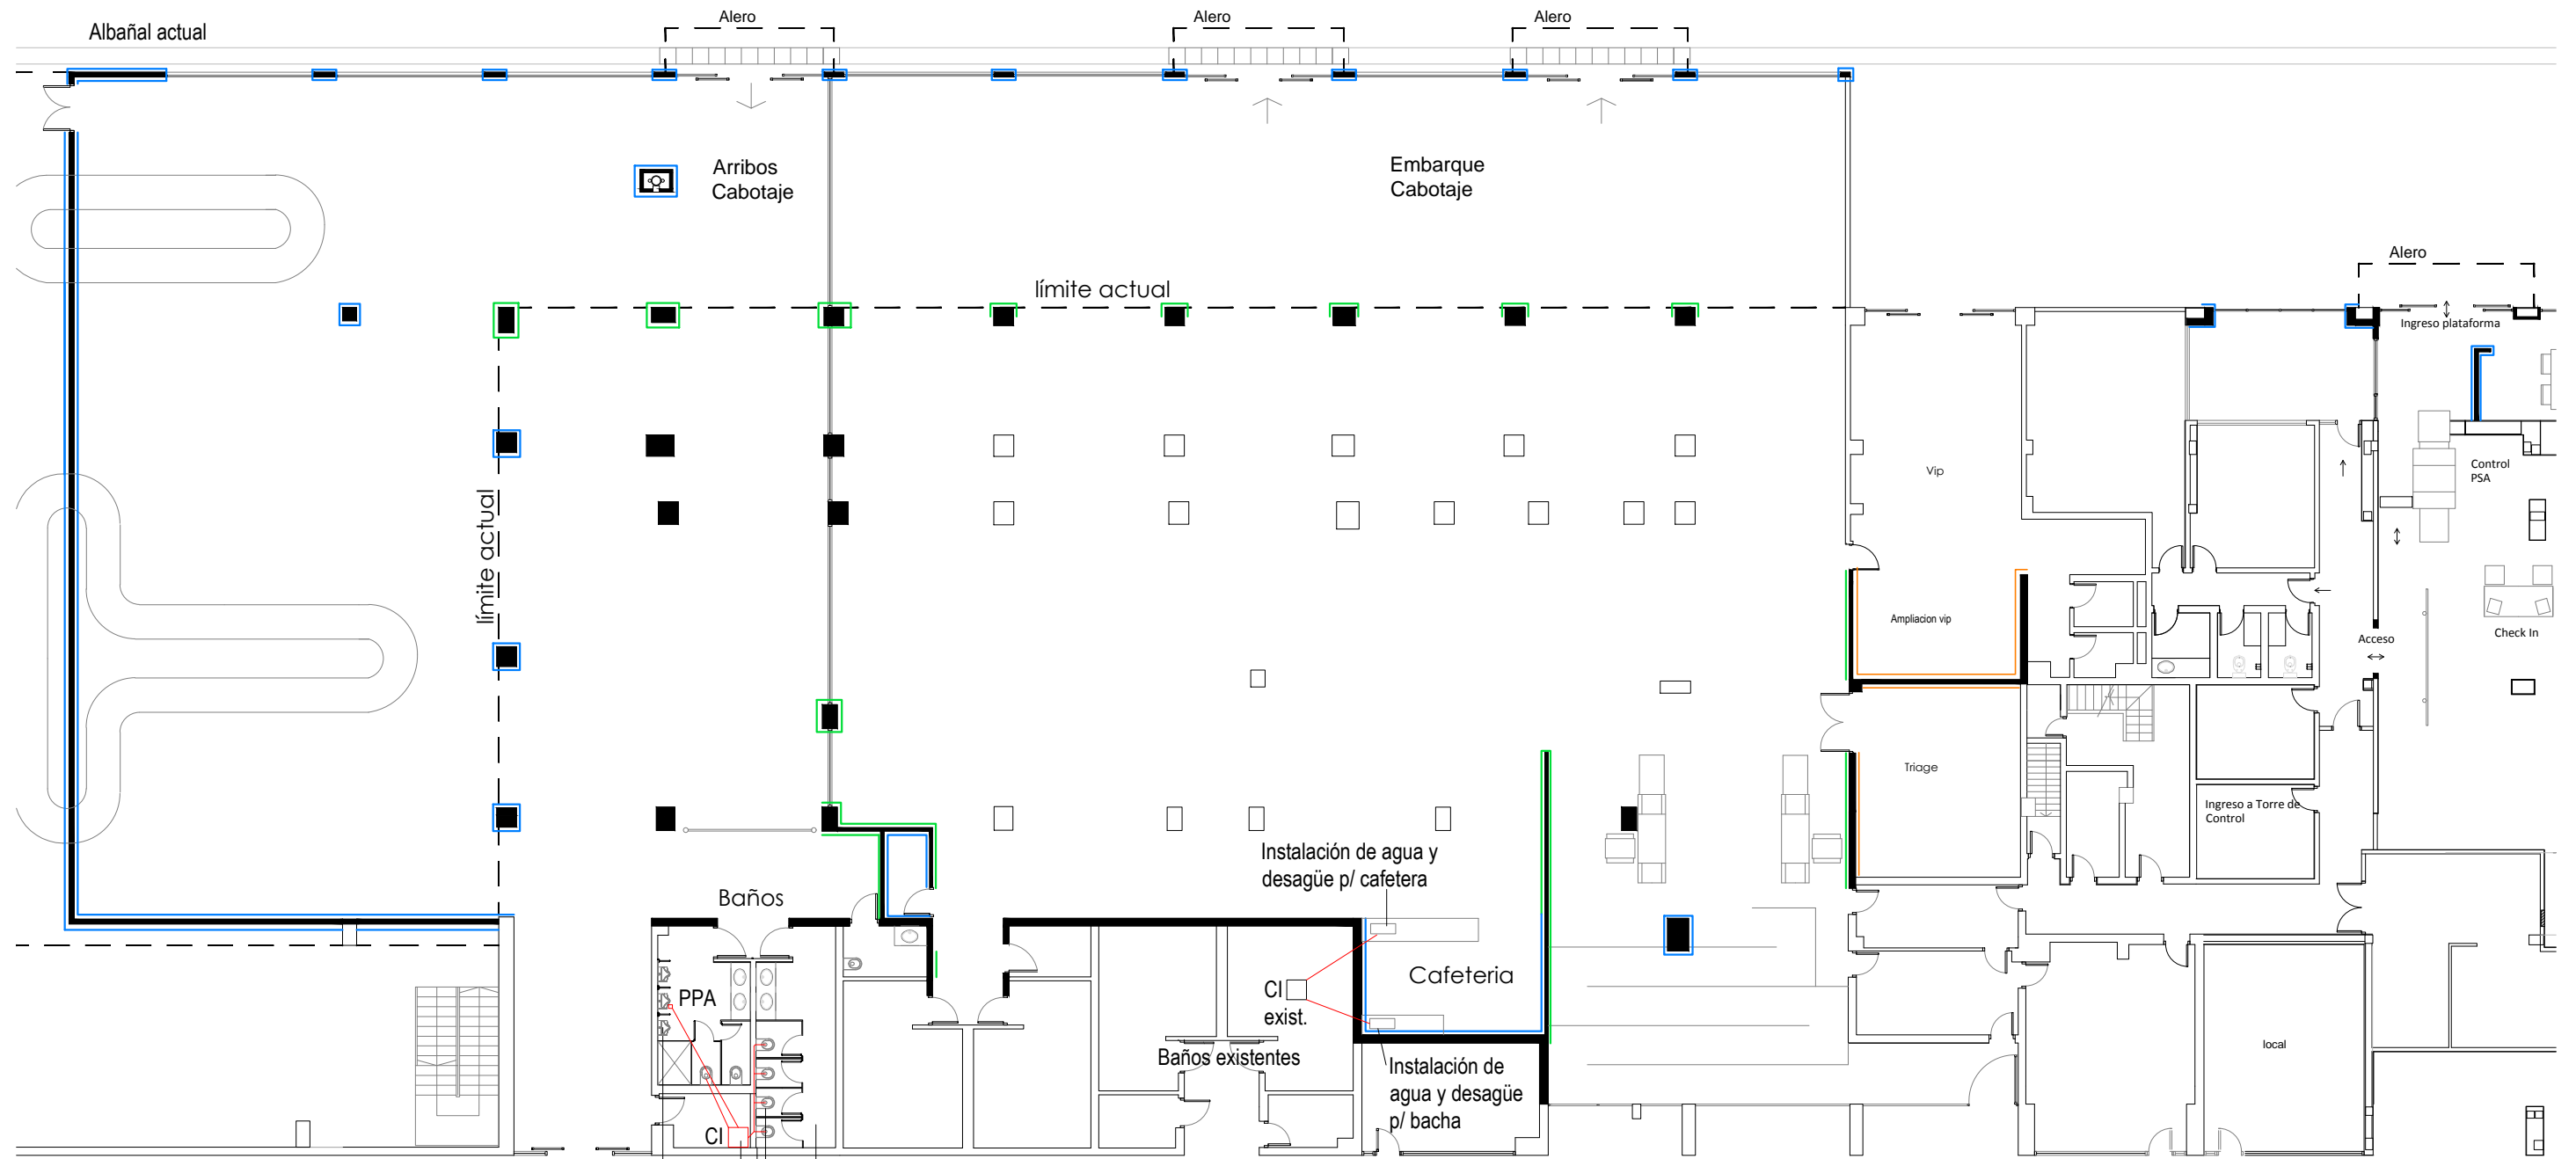 Albañal actual
Alero
Alero
Alero
Arribos
Cabotaje
Embarque
Cabotaje
Alero
límite actual
Ingreso plataforma
límite actual
Vip
Control
PSA
Ampliacion vip
Acceso
Check In
Triage
Ingreso a Torre de
Control
Instalación de agua y
desagüe p/ cafetera
Baños
Cafeteria
PPA
CI
exist.
local
Baños existentes
Instalación de
agua y desagüe
p/ bacha
CI